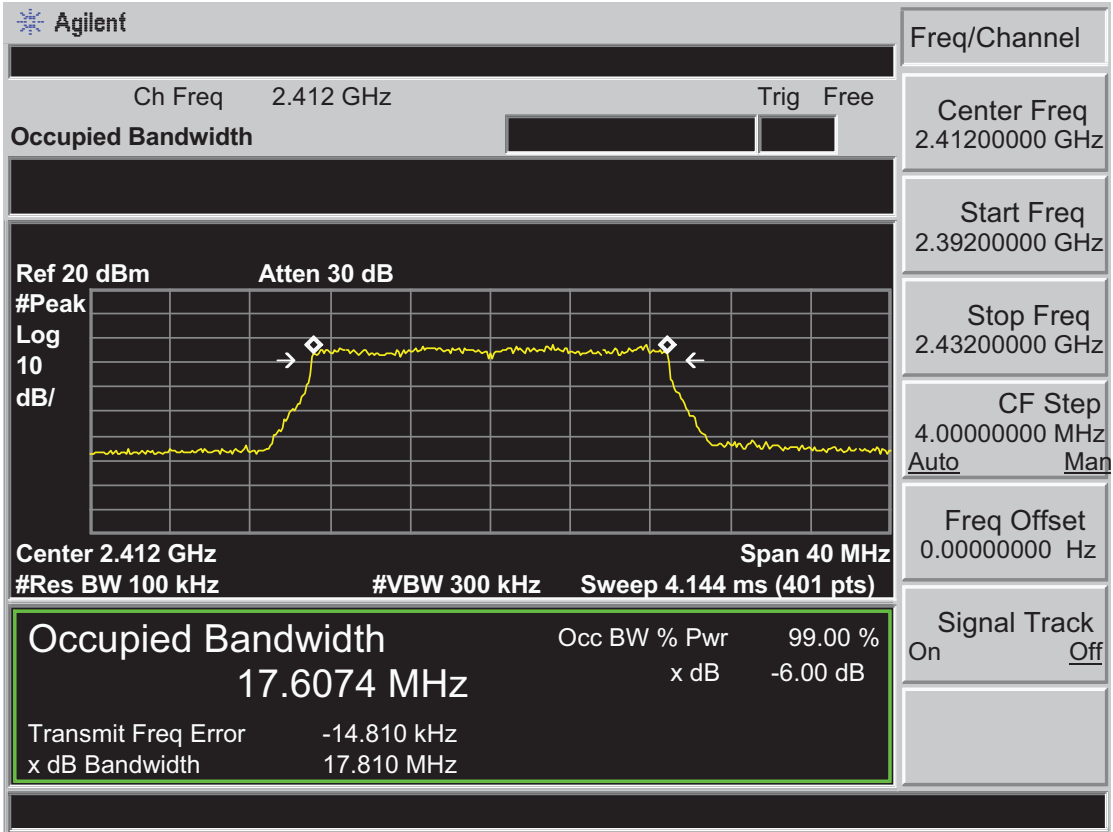 Agilent
Freq/Channel
Ch Freq 2.412 GHz Trig Free
Occupied Bandwidth
Center Freq
2.41200000 GHz
Start Freq
2.39200000 GHz
Stop Freq
2.43200000 GHz
CF Step
4.00000000 MHz
Auto Man
Freq Offset
0.00000000 Hz
Signal Track
On Off
Ref 20 dBm Atten 30 dB
#Peak
Log
10
dB/
Center 2.412 GHz Span 40 MHz
#Res BW 100 kHz #VBW 300 kHz Sweep 4.144 ms (401 pts)
Occupied Bandwidth
17.6074 MHz
Occ BW % Pwr 99.00 %
x dB -6.00 dB
Transmit Freq Error -14.810 kHz
x dB Bandwidth 17.810 MHz